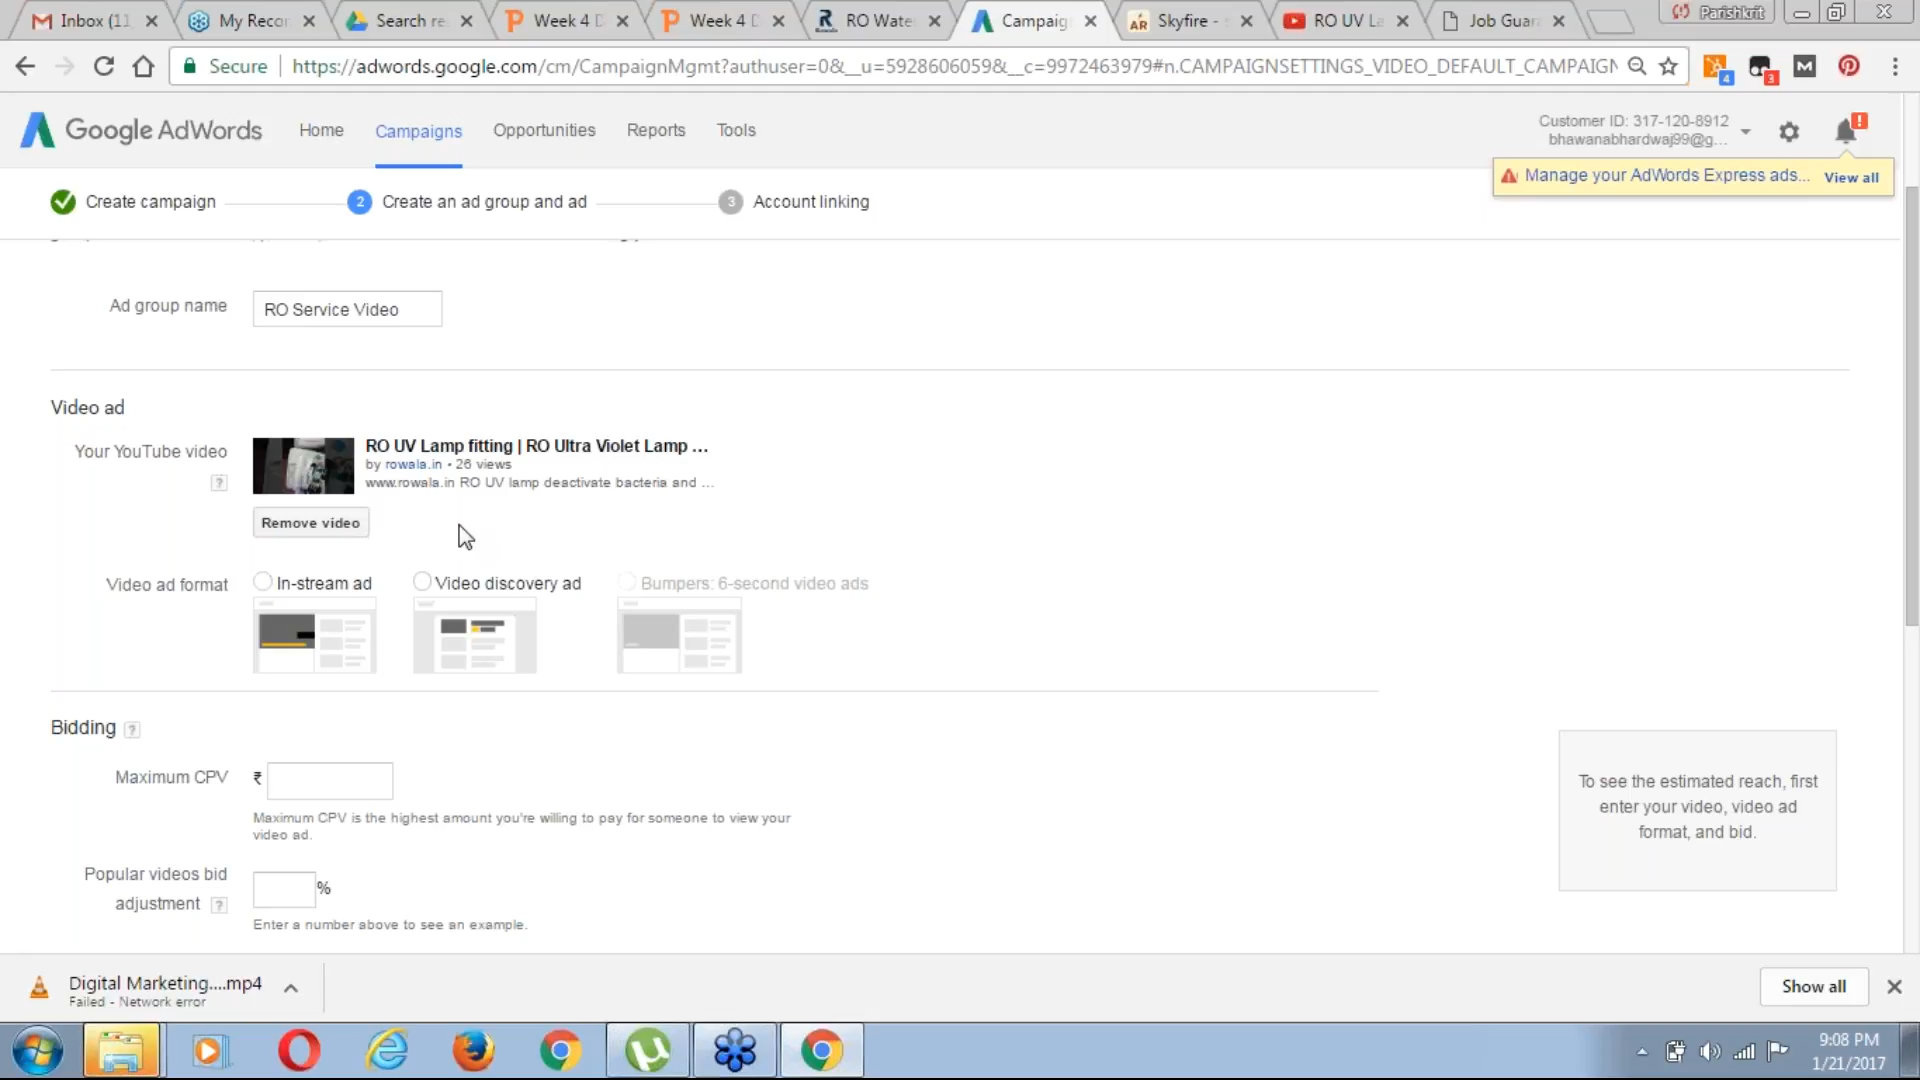 Inbox (11
My Recor
Search re
Week 4 D
Week 4 D
RO Wate
Campaig
Skyfire -
RO UV La
Job Guar
Parishkrit
Secure
https://adwords.google.com/cm/CampaignMgmt?authuser=0&__u=5928606059&__c=9972463979#n.CAMPAIGNSETTINGS_VIDEO_DEFAULT_CAMPAIGN
4
3
Google AdWords
Home
Campaigns
Opportunities
Reports
Tools
Customer ID: 317-120-8912
bhawanabhardwaj99@g...
Manage your AdWords Express ads... View all
Create campaign
2 Create an ad group and ad
3 Account linking
Ad group name
RO Service Video
Video ad
Your YouTube video
?
RO UV Lamp fitting | RO Ultra Violet Lamp ...
by rowala.in • 26 views
www.rowala.in RO UV lamp deactivate bacteria and ...
Remove video
Video ad format
In-stream ad
Video discovery ad
Bumpers: 6-second video ads
Bidding ?
Maximum CPV
₹
Maximum CPV is the highest amount you're willing to pay for someone to view your
video ad.
Popular videos bid
adjustment ?
%
Enter a number above to see an example.
To see the estimated reach, first
enter your video, video ad
format, and bid.
Digital Marketing....mp4
Failed - Network error
Show all
9:08 PM
1/21/2017